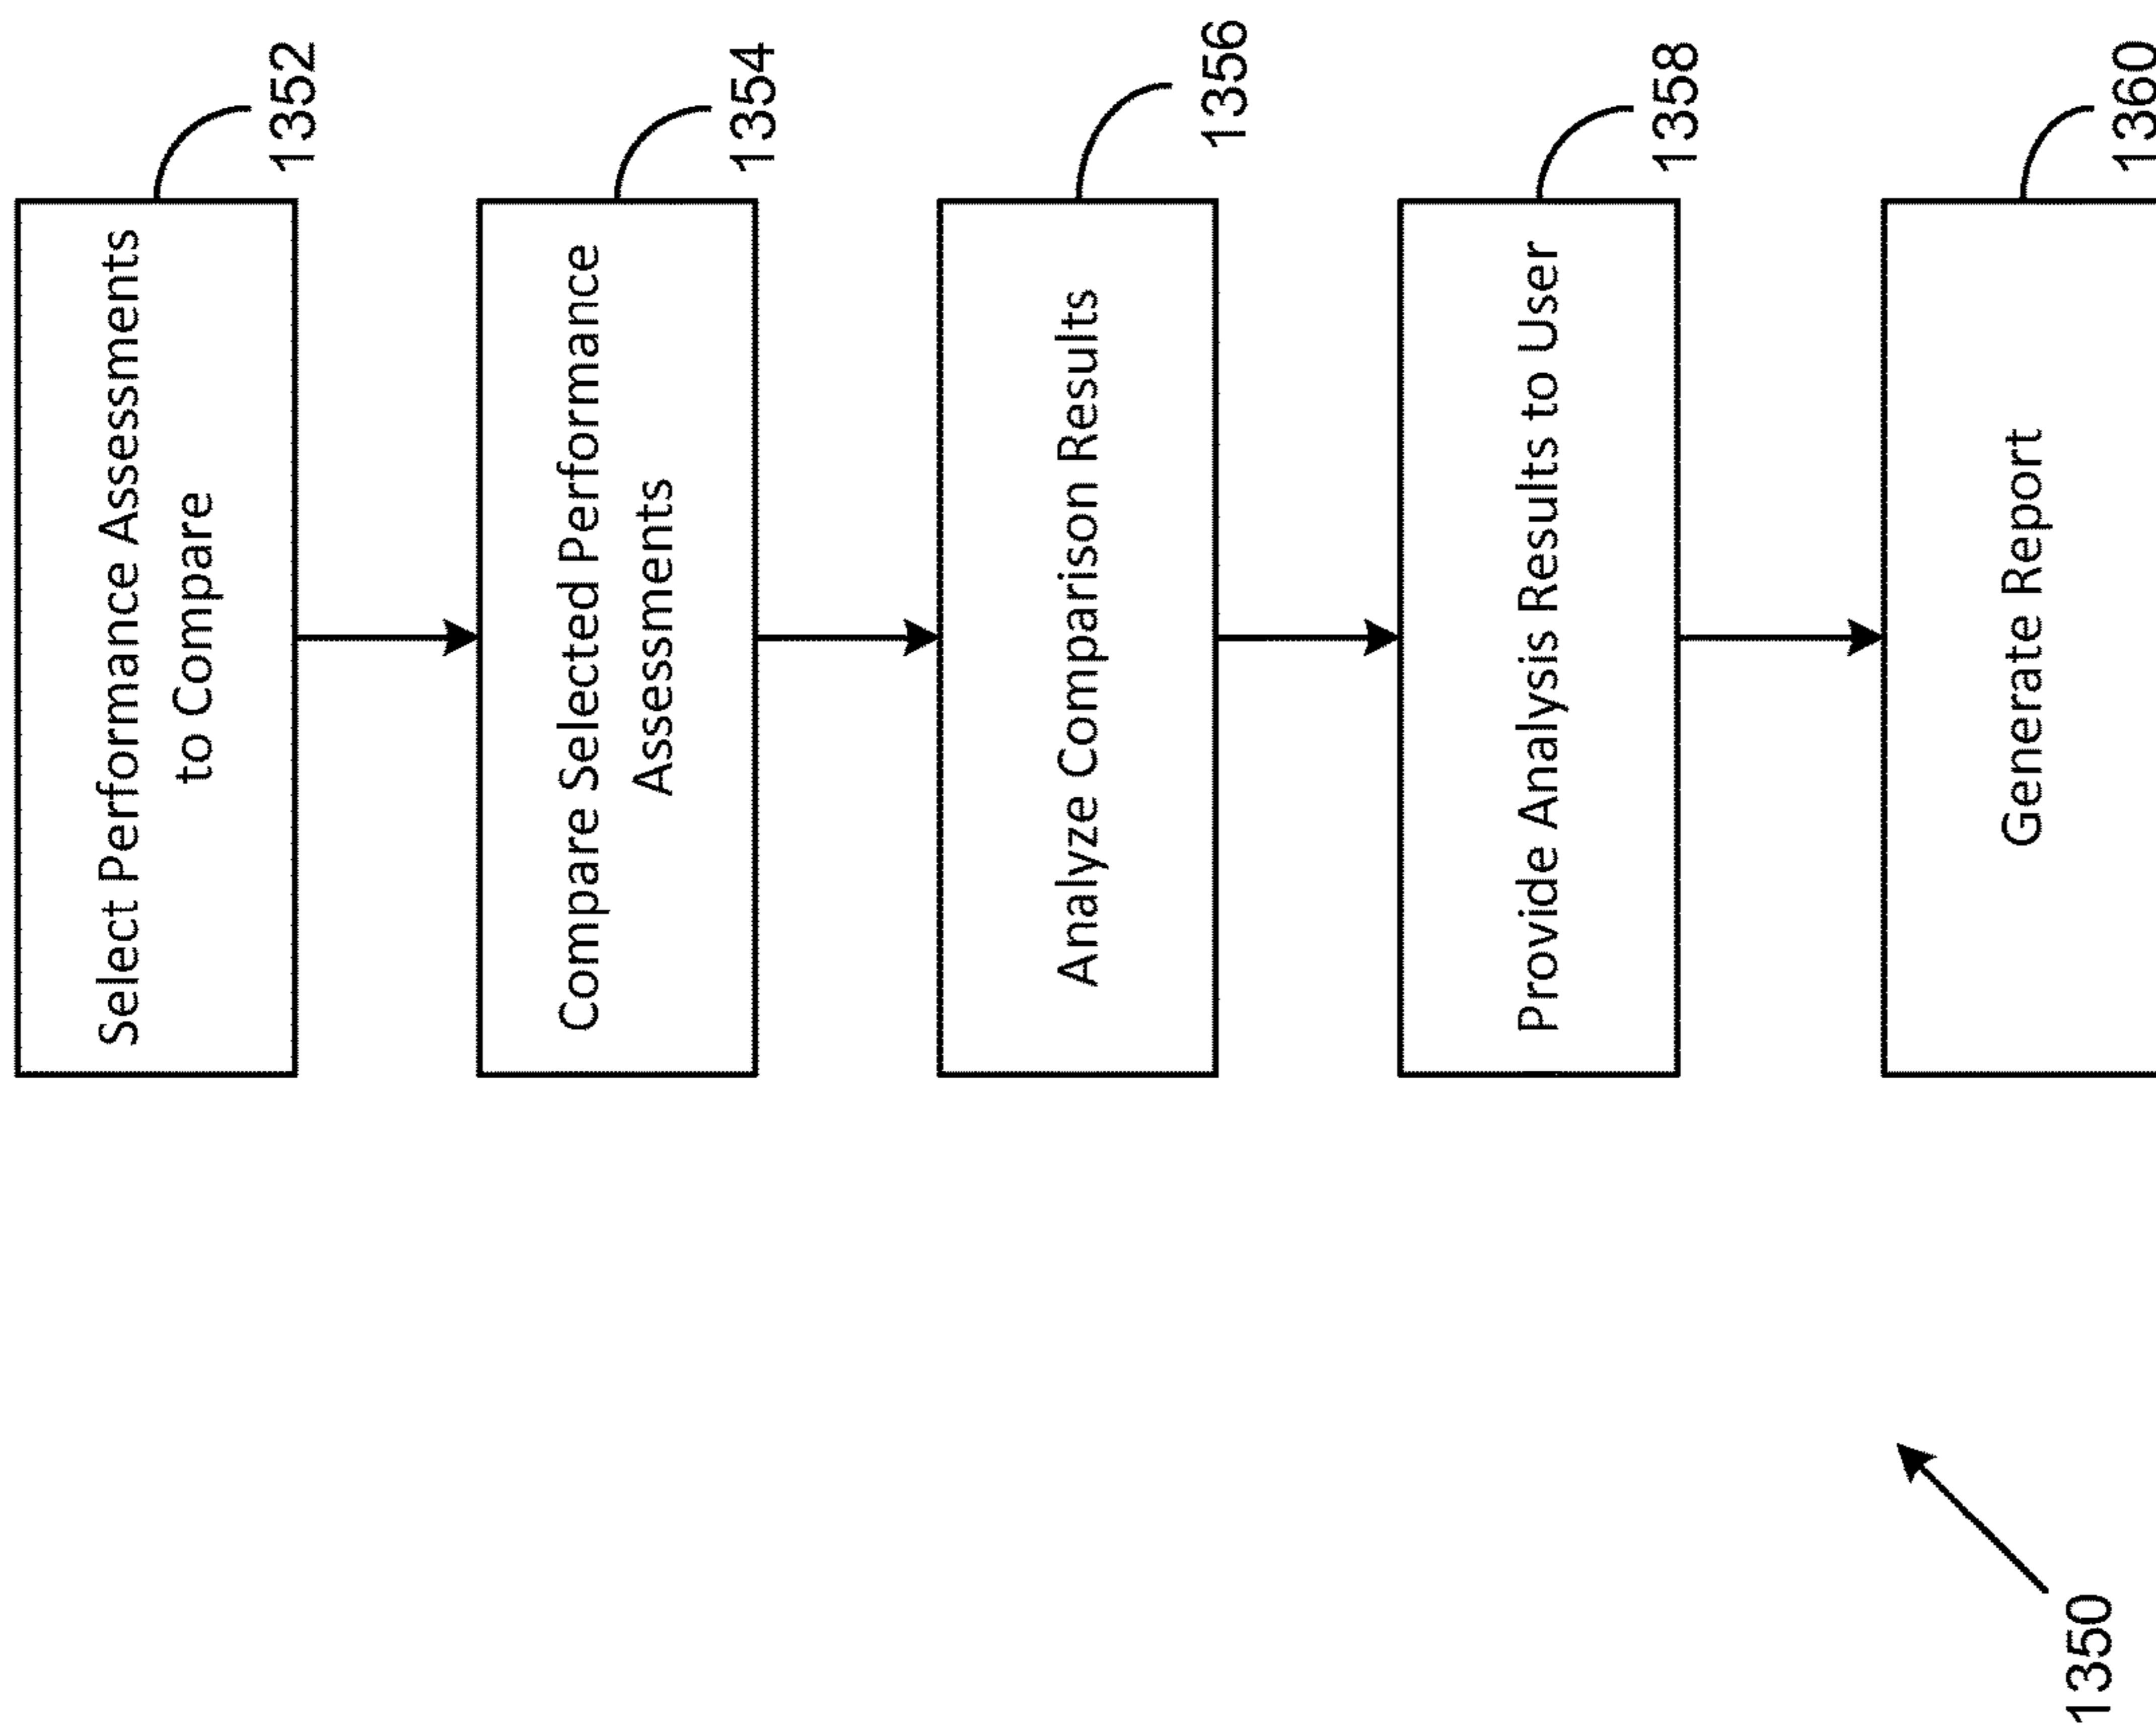 Select Performance Assessments
to Compare
1352
Compare Selected Performance
Assessments
1354
Analyze Comparison Results
1356
Provide Analysis Results to User
1358
Generate Report
1360
1350